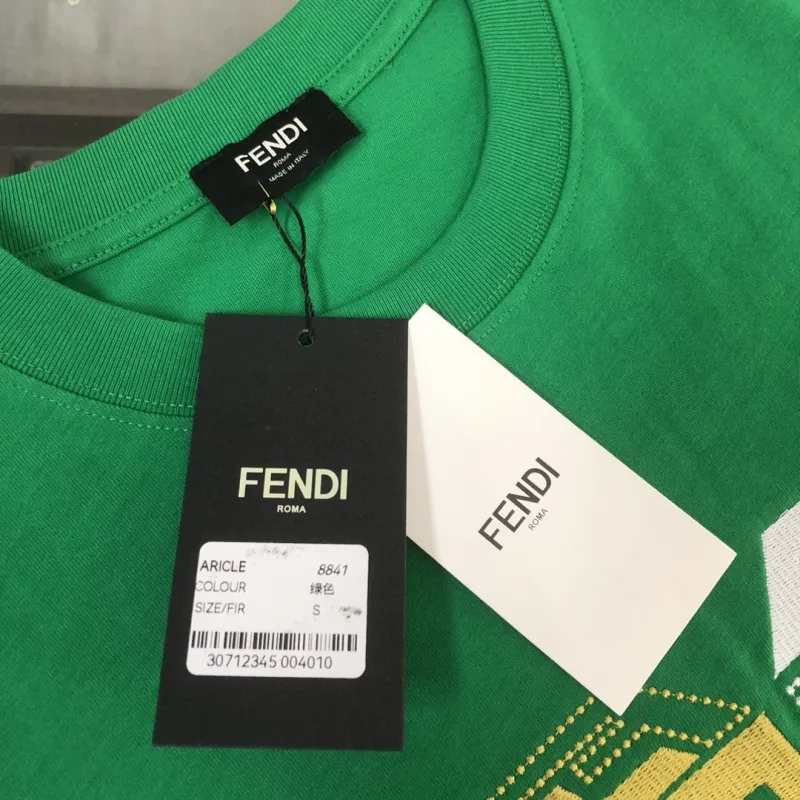 FENDI
ROMA
MADE IN ITALY
FENDI
ROMA
ARICLE 8841
COLOUR 绿色
SIZE/FIR S
30712345 004010
FENDI
ROMA